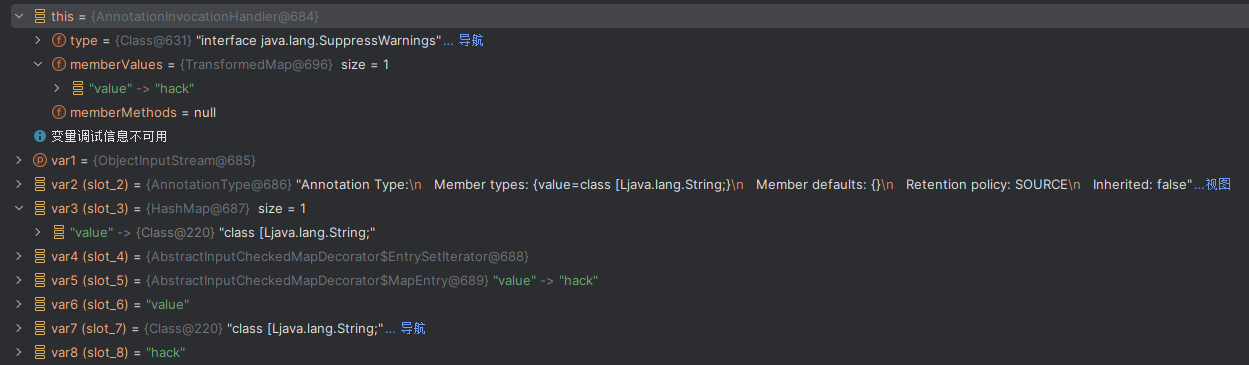 this = {AnnotationInvocationHandler@684}
f type = {Class@631} "interface java.lang.SuppressWarnings"... 导航
f memberValues = {TransformedMap@696} size = 1
"value" -> "hack"
f memberMethods = null
变量调试信息不可用
p var1 = {ObjectInputStream@685}
var2 (slot_2) = {AnnotationType@686} "Annotation Type:\n Member types: {value=class [Ljava.lang.String;}\n Member defaults: {}\n Retention policy: SOURCE\n Inherited: false"...视图
var3 (slot_3) = {HashMap@687} size = 1
"value" -> {Class@220} "class [Ljava.lang.String;"
var4 (slot_4) = {AbstractInputCheckedMapDecorator$EntrySetIterator@688}
var5 (slot_5) = {AbstractInputCheckedMapDecorator$MapEntry@689} "value" -> "hack"
var6 (slot_6) = "value"
var7 (slot_7) = {Class@220} "class [Ljava.lang.String;"... 导航
var8 (slot_8) = "hack"